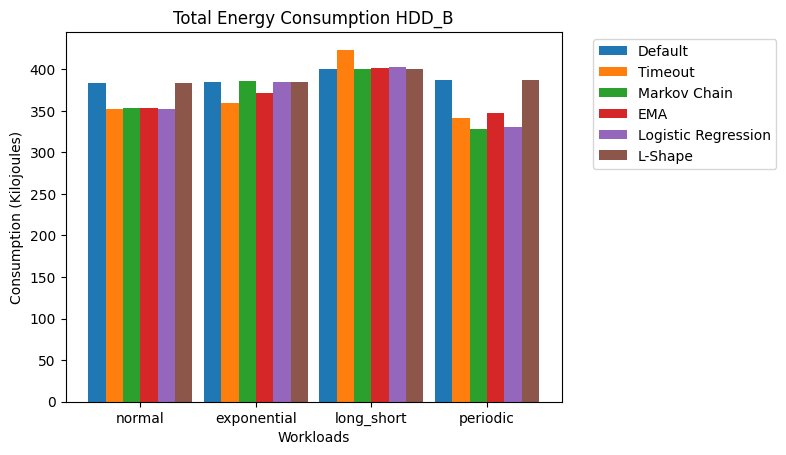 Total Energy Consumption HDD_B
Consumption (Kilojoules)
400
350
300
250
200
150
100
50
0
normal exponential long_short periodic
Workloads
Default
Timeout
Markov Chain
EMA
Logistic Regression
L-Shape